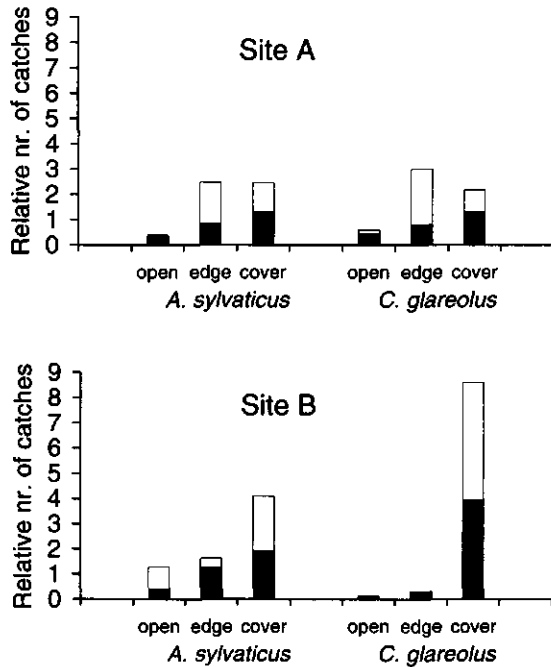 Relative nr. of catches
9
8
7
6
5
4
3
2
1
0
Site A
open edge cover open edge cover
A. sylvaticus C. glareolus
Relative nr. of catches
9
8
7
6
5
4
3
2
1
0
Site B
open edge cover open edge cover
A. sylvaticus C. glareolus